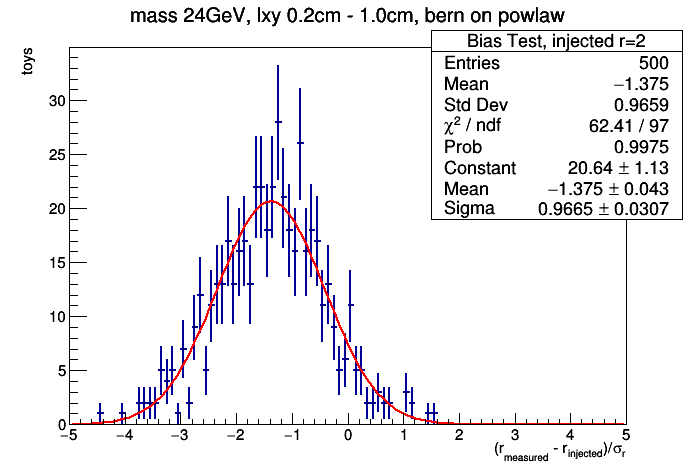 mass 24GeV, lxy 0.2cm - 1.0cm, bern on powlaw
toys
Bias Test, injected r=2
Entries 500
Mean −1.375
Std Dev 0.9659
χ² / ndf 62.41 / 97
Prob 0.9975
Constant 20.64 ± 1.13
Mean −1.375 ± 0.043
Sigma 0.9665 ± 0.0307
30
25
20
15
10
5
0
−5 −4 −3 −2 −1 0 1 2 3 4 5
(r_measured - r_injected)/σ_r